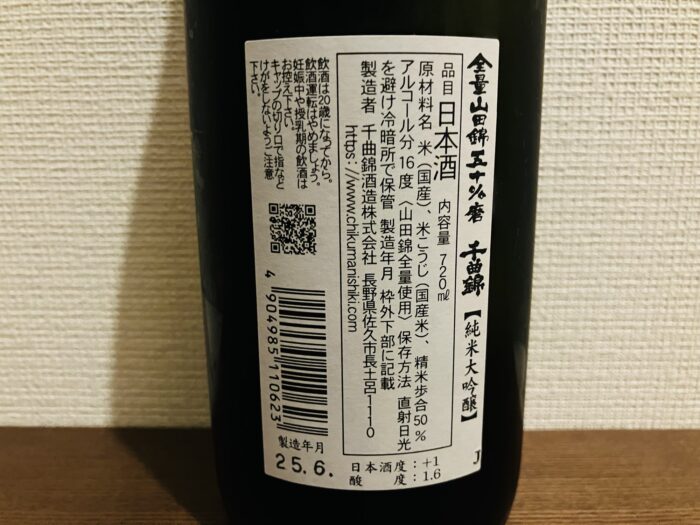 全量山田錦五十%磨 千曲錦【純米大吟醸】
品目 日本酒 内容量 720㎖
原材料名 米(国産)、米こうじ(国産米)、精米歩合50%
アルコール分 16度〈山田錦全量使用〉保存方法 直射日光
を避け冷暗所で保管 製造年月 枠外下部に記載
製造者 千曲錦酒造株式会社 長野県佐久市長土呂1110
https://www.chikumanishiki.com
飲酒は20歳になってから。
飲酒運転はやめましょう。
妊娠中や授乳期の飲酒は
お控え下さい。
キャップの切り口で指など
けがをしないようご注意
下さい。
4 904985 110623
製造年月
25.6.
日本酒度：+1
酸 度：1.6
J